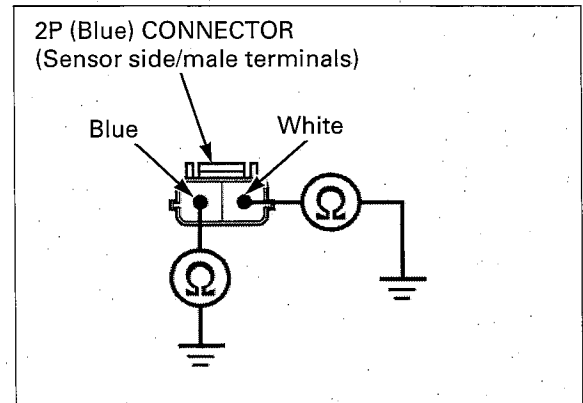 2P (Blue) CONNECTOR
(Sensor side/male terminals)
Blue
White
Ω
Ω